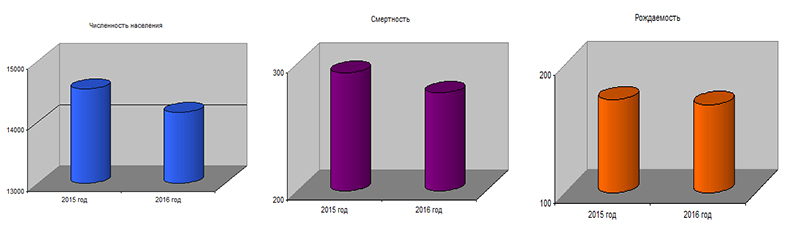 Численность населения
15000
14000
13000
2015 год 2016 год
Смертность
300
200
2015 год 2016 год
Рождаемость
200
100
2015 год 2016 год